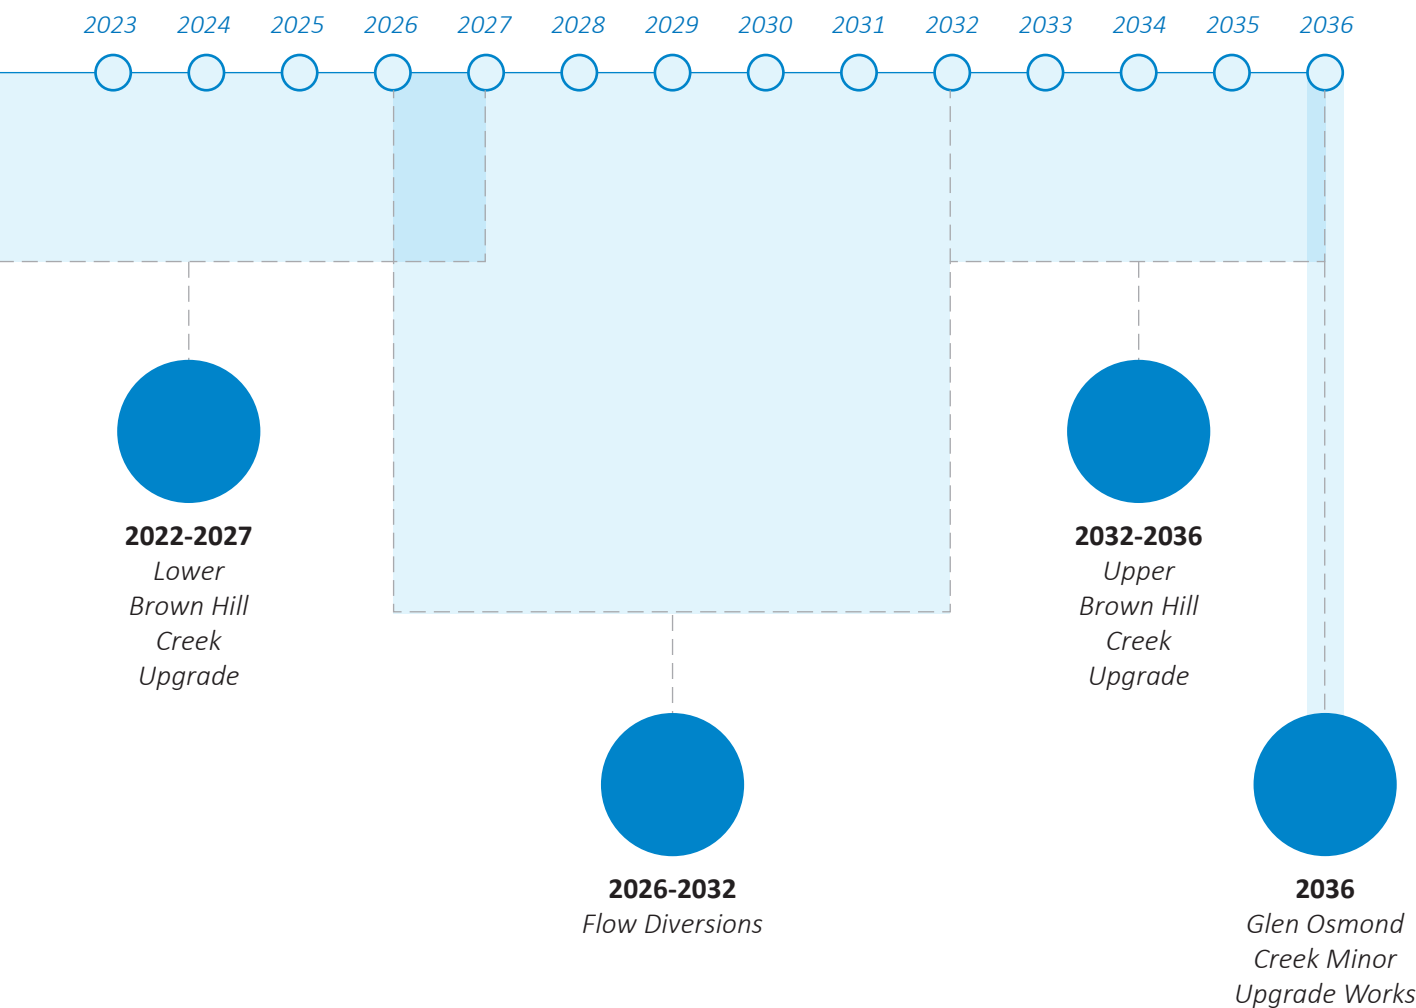 2023 2024 2025 2026 2027 2028 2029 2030 2031 2032 2033 2034 2035 2036
2022-2027
Lower
Brown Hill
Creek
Upgrade
2026-2032
Flow Diversions
2032-2036
Upper
Brown Hill
Creek
Upgrade
2036
Glen Osmond
Creek Minor
Upgrade Works